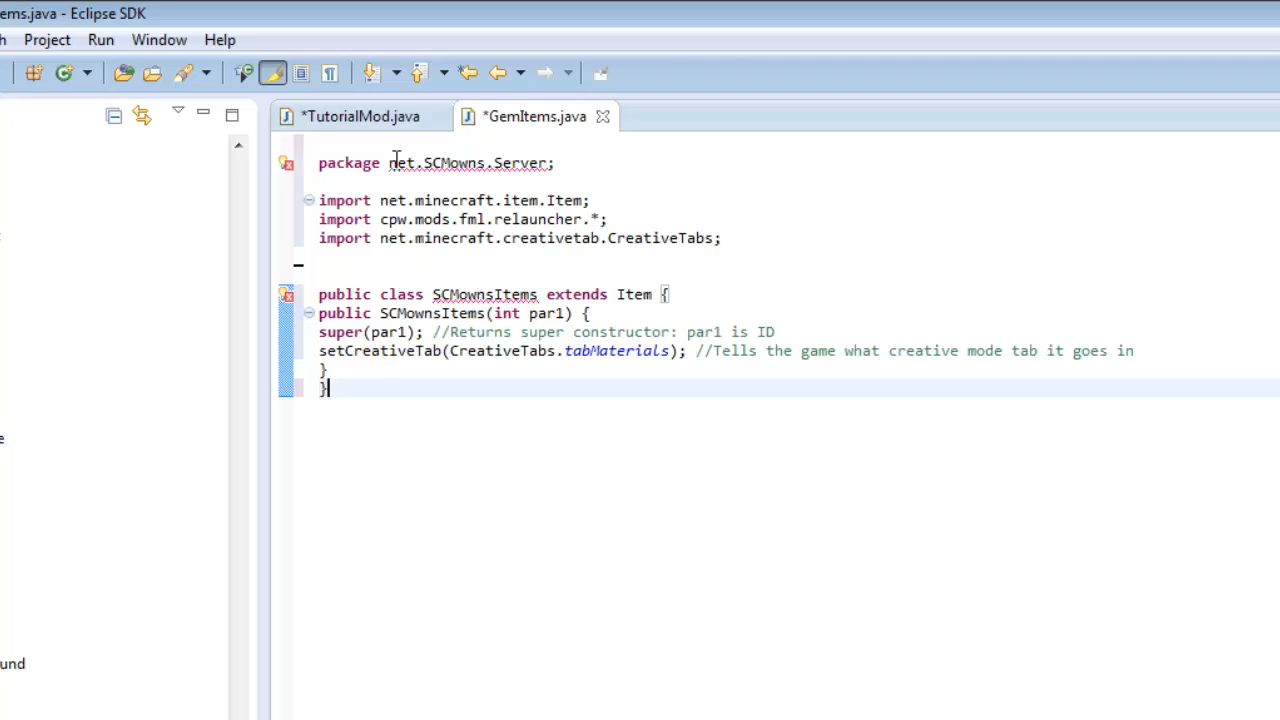 ems.java - Eclipse SDK
h Project Run Window Help
*TutorialMod.java *GemItems.java
package net.SCMowns.Server;
import net.minecraft.item.Item;
import cpw.mods.fml.relauncher.*;
import net.minecraft.creativetab.CreativeTabs;
public class SCMownsItems extends Item {
public SCMownsItems(int par1) {
super(par1); //Returns super constructor: par1 is ID
setCreativeTab(CreativeTabs.tabMaterials); //Tells the game what creative mode tab it goes in
}
}
e
und